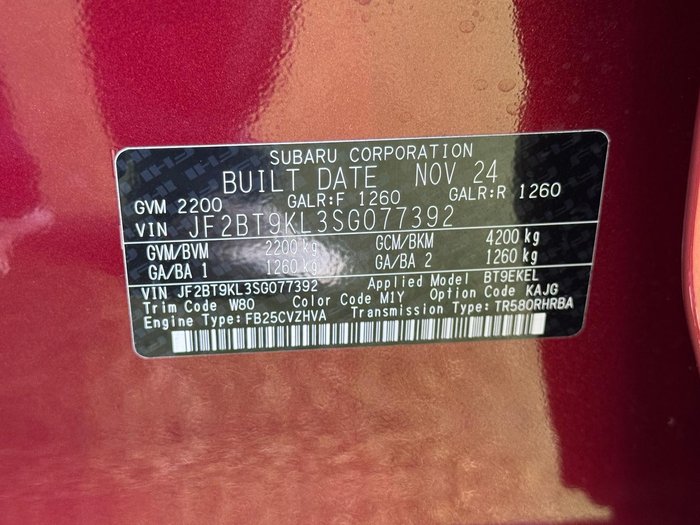 SUBARU CORPORATION
BUILT DATE NOV 24
GVM 2200 GALR:F 1260 GALR:R 1260
VIN JF2BT9KL3SG077392
GVM/BVM 2200 kg GCM/BKM 4200 kg
GA/BA 1 1260 kg GA/BA 2 1260 kg
VIN JF2BT9KL3SG077392 Applied Model BT9EKEL
Trim Code W80 Color Code M1Y Option Code KAJG
Engine Type: FB25CVZHVA Transmission Type: TR580RHRBA